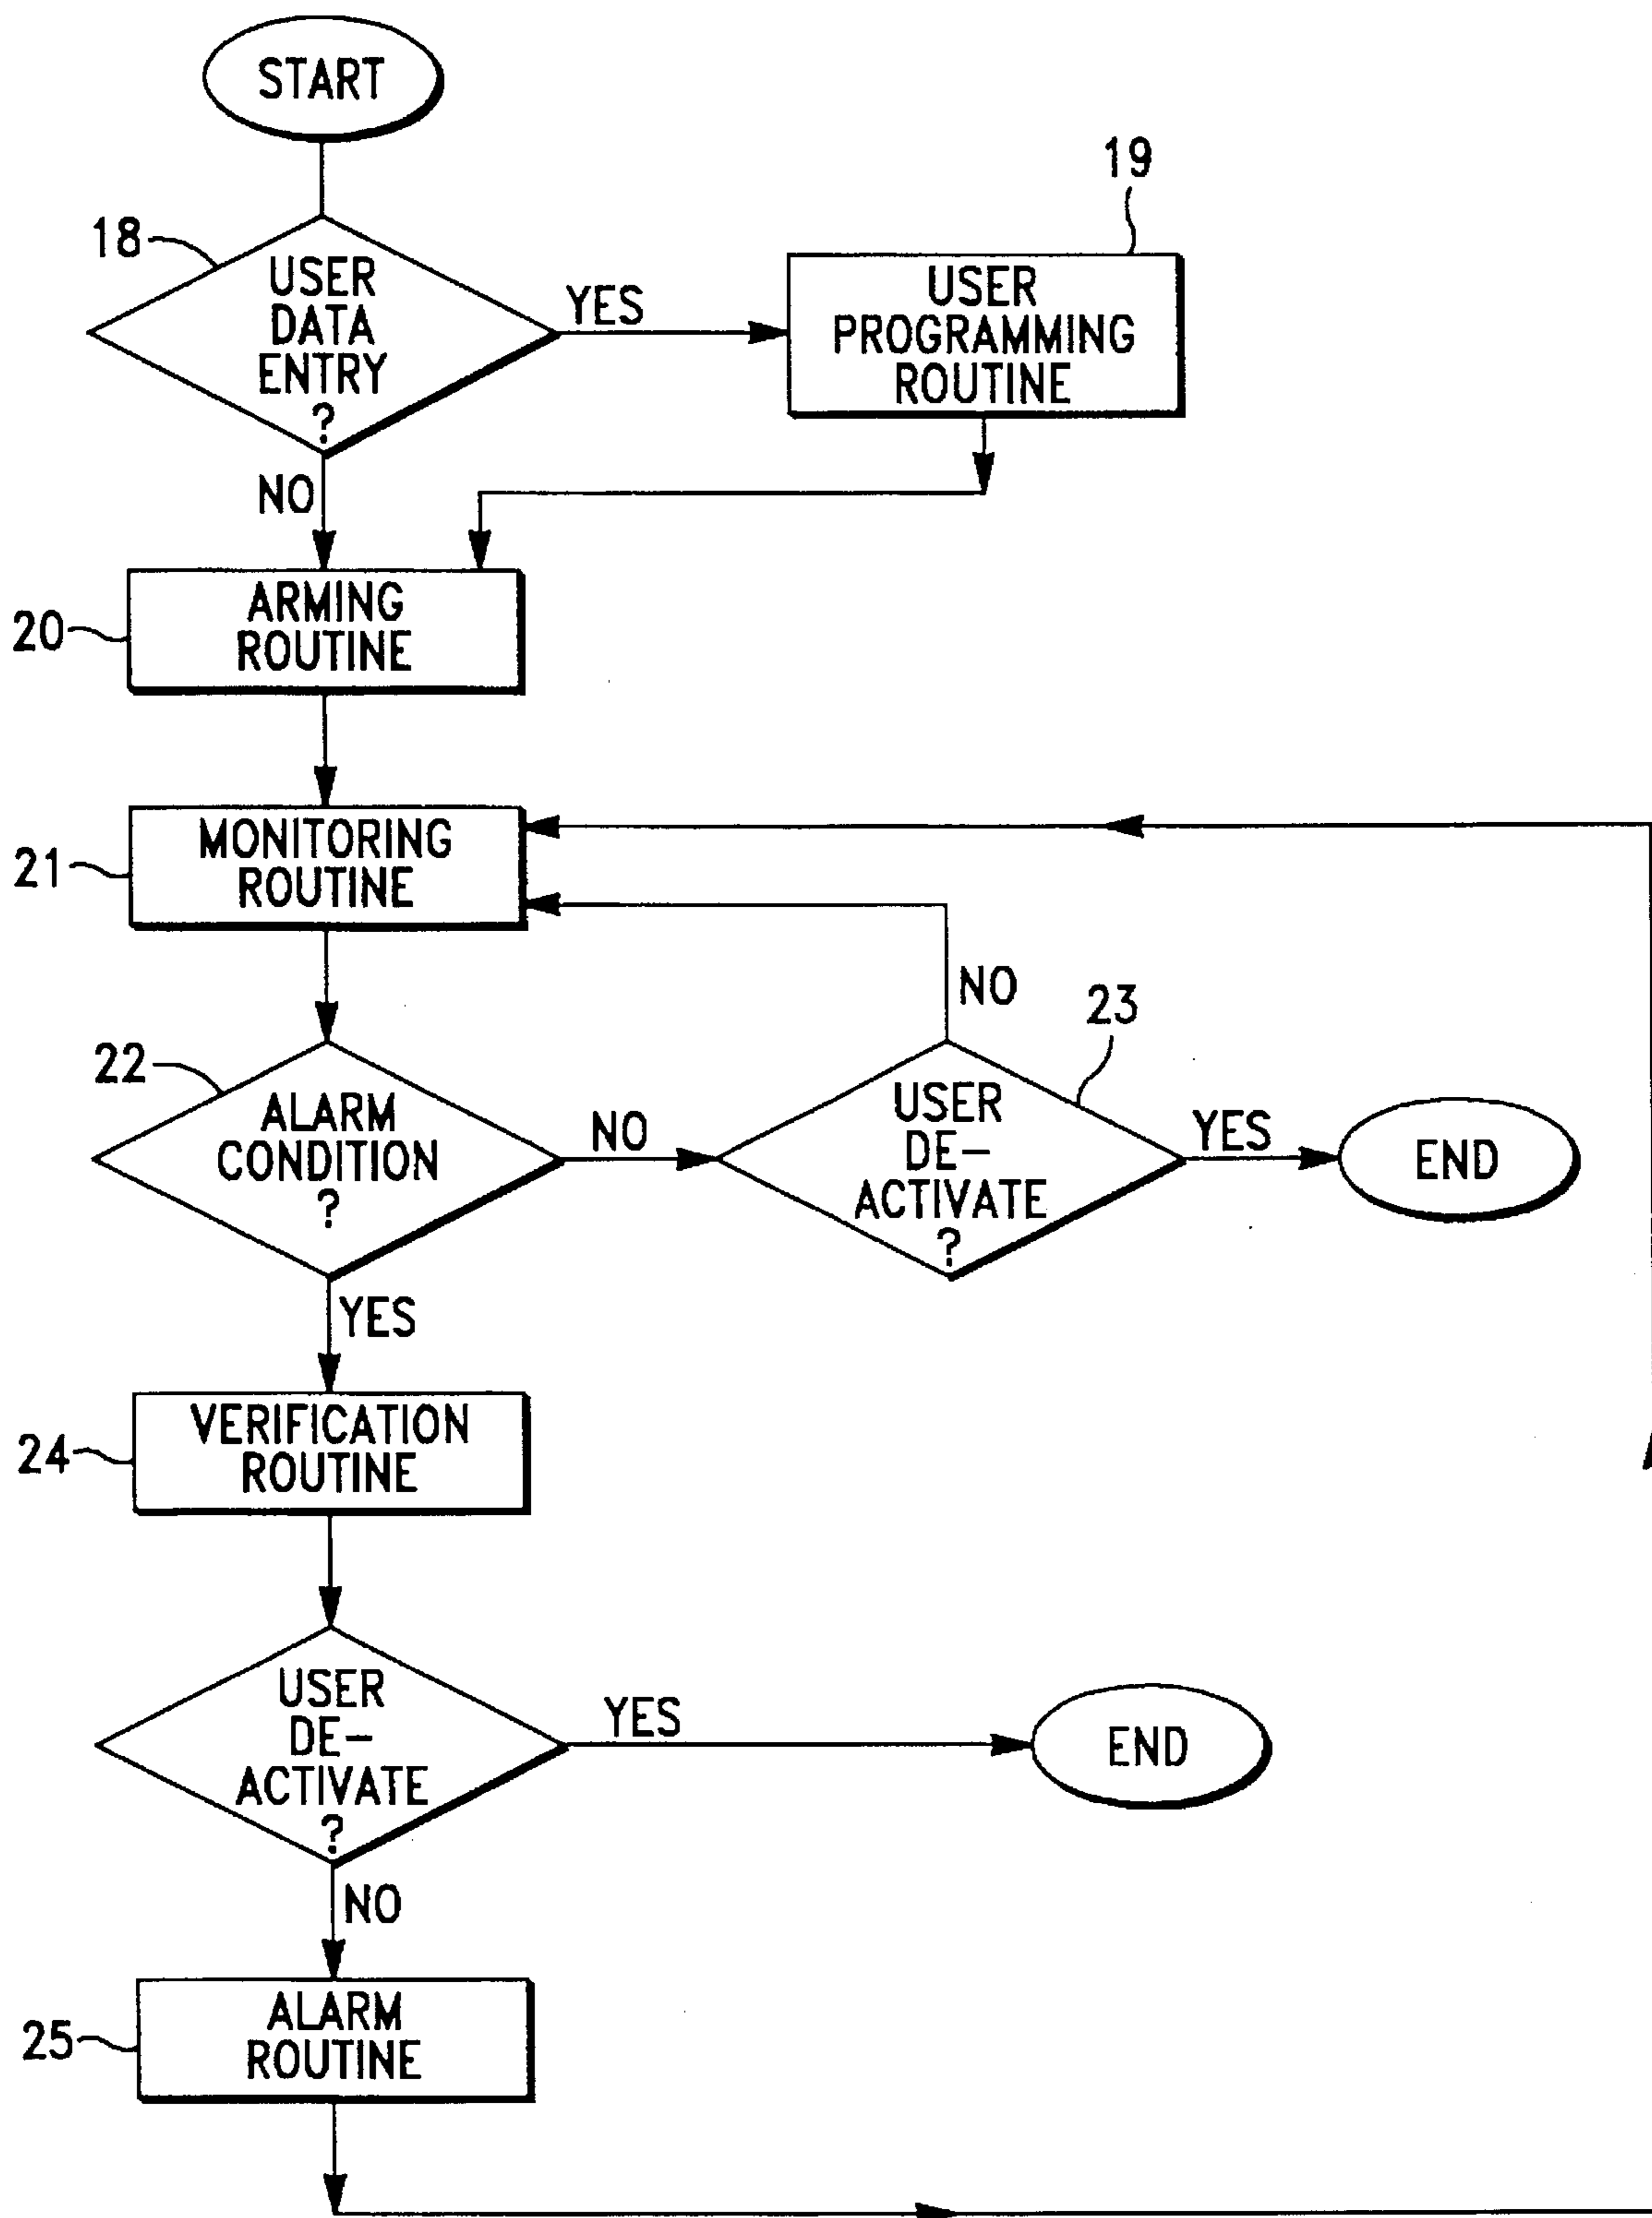 START
19
18
USER
DATA
ENTRY
?
YES
USER
PROGRAMMING
ROUTINE
NO
20
ARMING
ROUTINE
21
MONITORING
ROUTINE
NO
23
22
ALARM
CONDITION
?
NO
USER
DE-
ACTIVATE
?
YES
END
YES
24
VERIFICATION
ROUTINE
USER
DE-
ACTIVATE
?
YES
END
NO
25
ALARM
ROUTINE